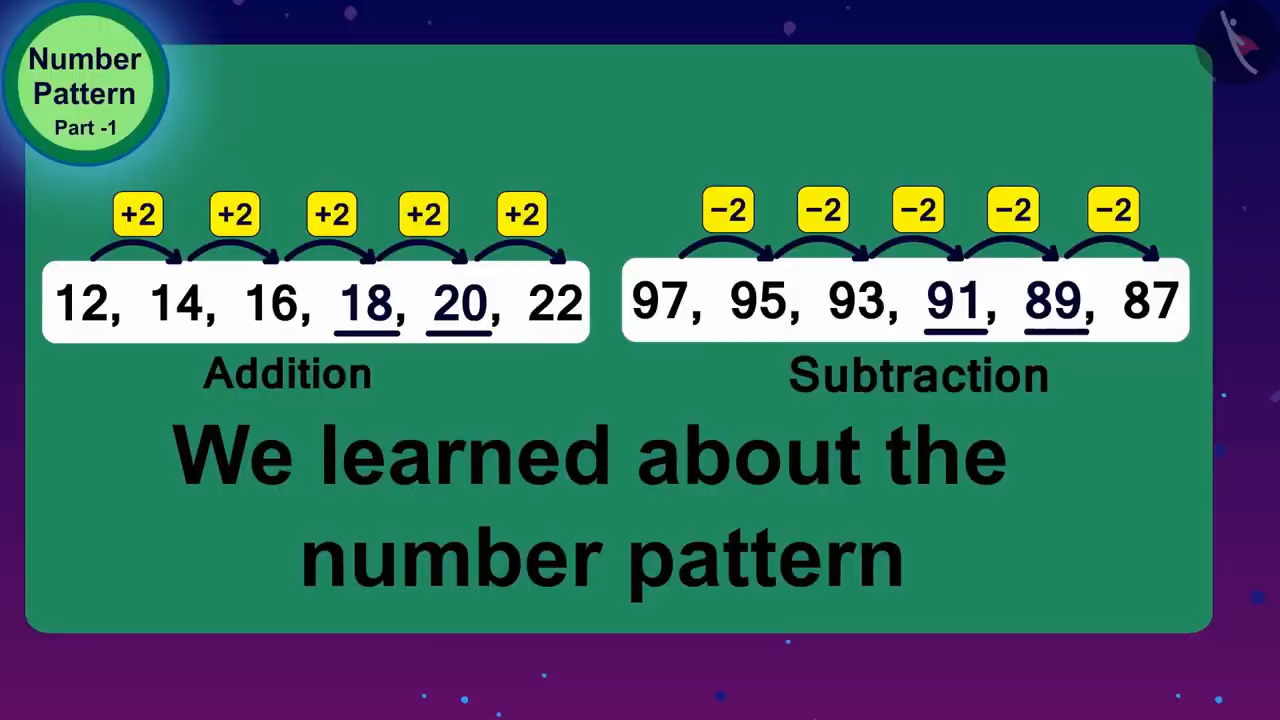 Number
Pattern
Part -1
+2 +2 +2 +2 +2
−2 −2 −2 −2 −2
12, 14, 16, 18, 20, 22
97, 95, 93, 91, 89, 87
Addition
Subtraction
We learned about the
number pattern